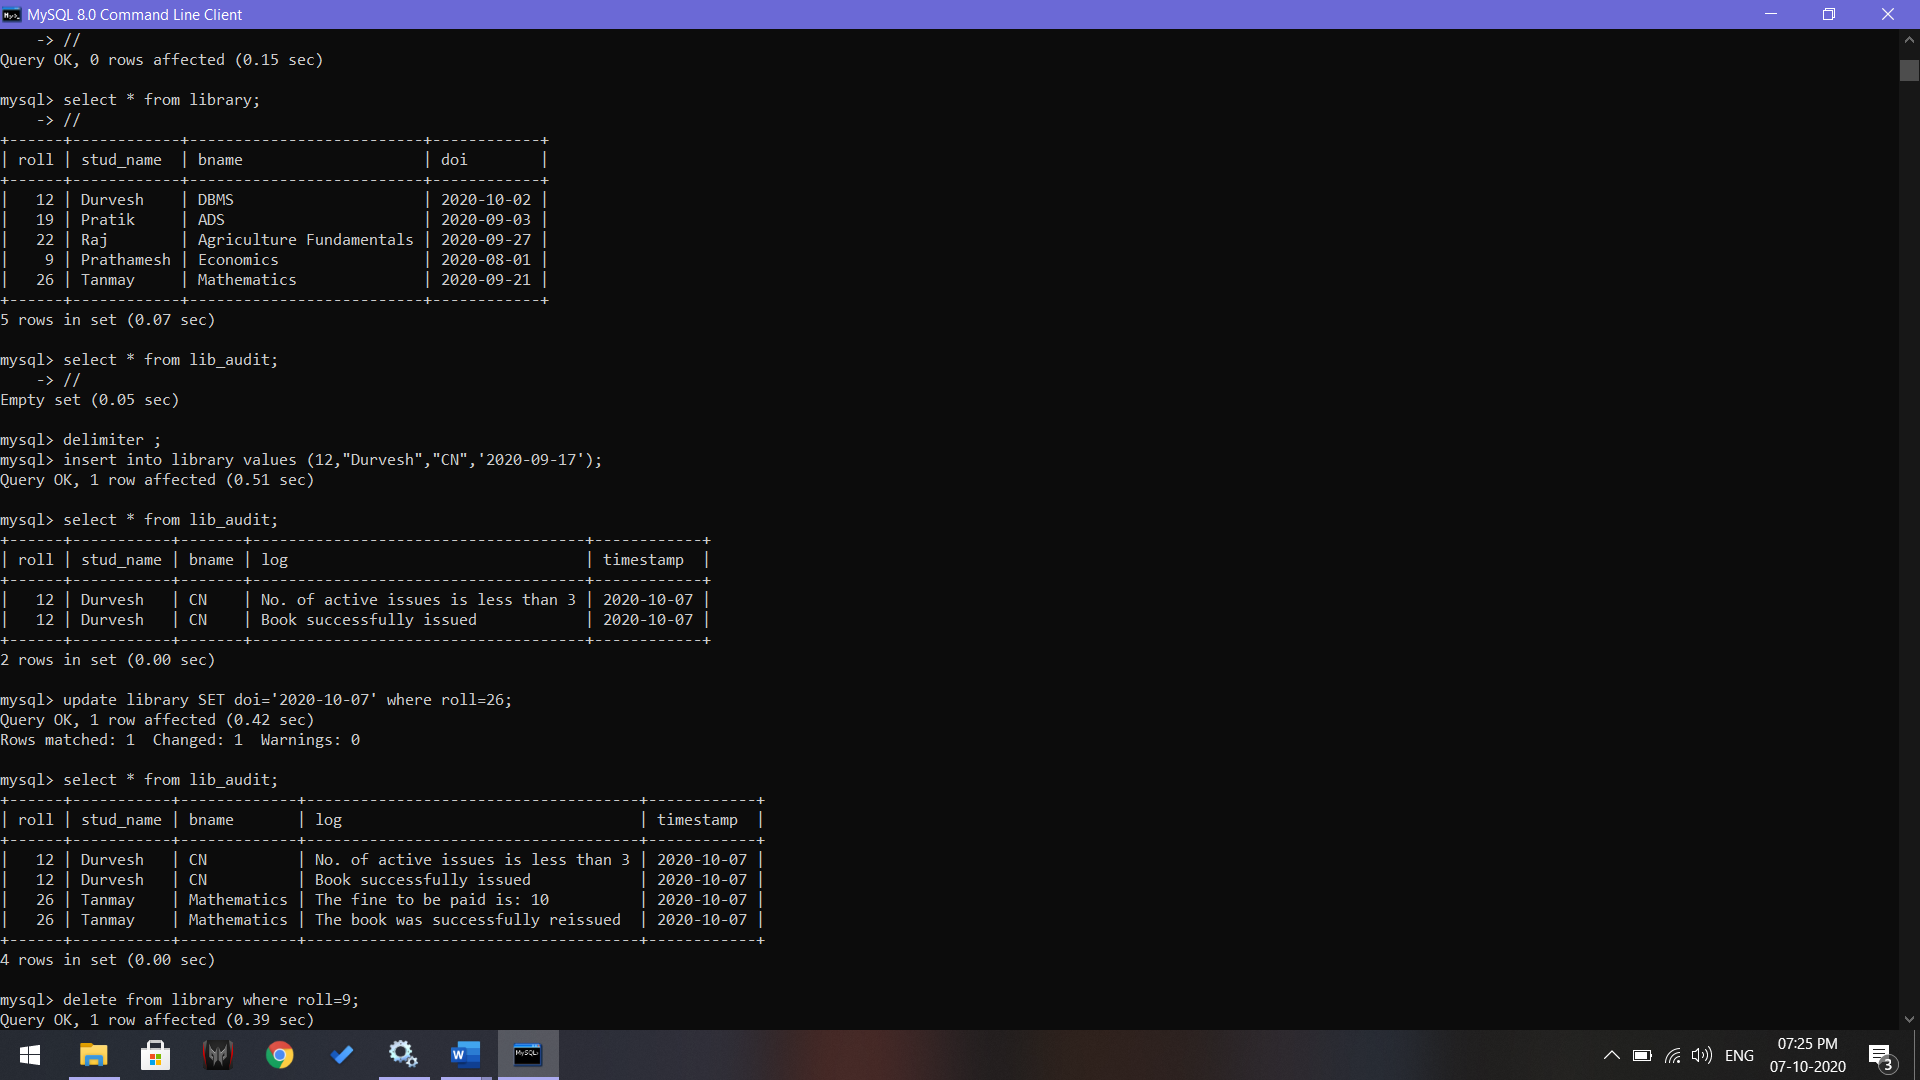 MySQL 8.0 Command Line Client
    -> //
Query OK, 0 rows affected (0.15 sec)

mysql> select * from library;
    -> //
+------+------------+--------------------------+------------+
| roll | stud_name  | bname                    | doi        |
+------+------------+--------------------------+------------+
|   12 | Durvesh    | DBMS                     | 2020-10-02 |
|   19 | Pratik     | ADS                      | 2020-09-03 |
|   22 | Raj        | Agriculture Fundamentals | 2020-09-27 |
|    9 | Prathamesh | Economics                | 2020-08-01 |
|   26 | Tanmay     | Mathematics              | 2020-09-21 |
+------+------------+--------------------------+------------+
5 rows in set (0.07 sec)

mysql> select * from lib_audit;
    -> //
Empty set (0.05 sec)

mysql> delimiter ;
mysql> insert into library values (12,"Durvesh","CN",'2020-09-17');
Query OK, 1 row affected (0.51 sec)

mysql> select * from lib_audit;
+------+-----------+-------+-------------------------------------+------------+
| roll | stud_name | bname | log                                 | timestamp  |
+------+-----------+-------+-------------------------------------+------------+
|   12 | Durvesh   | CN    | No. of active issues is less than 3 | 2020-10-07 |
|   12 | Durvesh   | CN    | Book successfully issued            | 2020-10-07 |
+------+-----------+-------+-------------------------------------+------------+
2 rows in set (0.00 sec)

mysql> update library SET doi='2020-10-07' where roll=26;
Query OK, 1 row affected (0.42 sec)
Rows matched: 1  Changed: 1  Warnings: 0

mysql> select * from lib_audit;
+------+-----------+-------------+-------------------------------------+------------+
| roll | stud_name | bname       | log                                 | timestamp  |
+------+-----------+-------------+-------------------------------------+------------+
|   12 | Durvesh   | CN          | No. of active issues is less than 3 | 2020-10-07 |
|   12 | Durvesh   | CN          | Book successfully issued            | 2020-10-07 |
|   26 | Tanmay    | Mathematics | The fine to be paid is: 10          | 2020-10-07 |
|   26 | Tanmay    | Mathematics | The book was successfully reissued  | 2020-10-07 |
+------+-----------+-------------+-------------------------------------+------------+
4 rows in set (0.00 sec)

mysql> delete from library where roll=9;
Query OK, 1 row affected (0.39 sec)
ENG
07:25 PM
07-10-2020
3